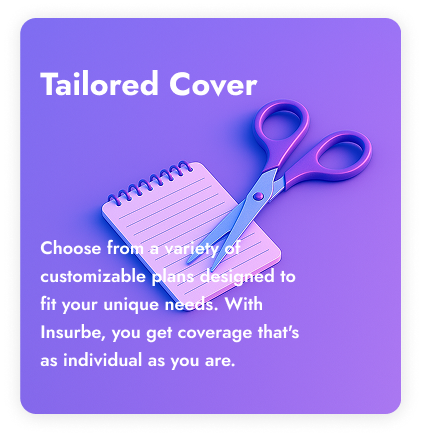 Tailored Cover
Choose from a variety of
customizable plans designed to
fit your unique needs. With
Insurbe, you get coverage that's
as individual as you are.